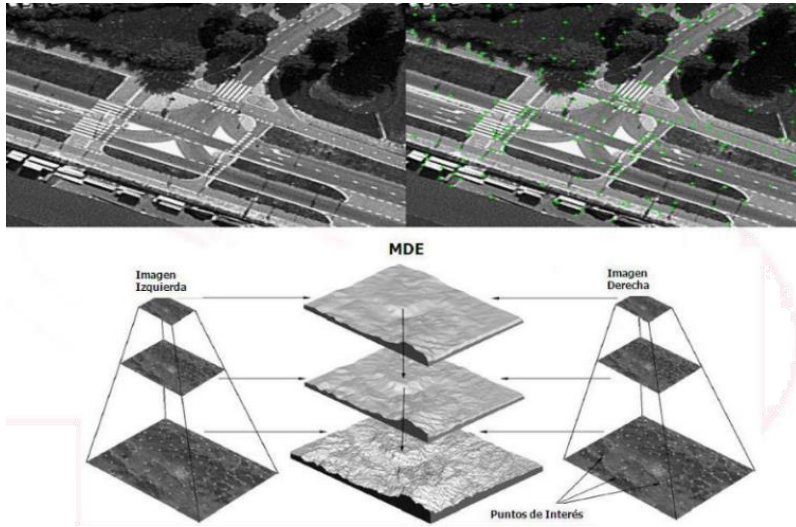 MDE
Imagen
Izquierda
Imagen
Derecha
Puntos de Interés